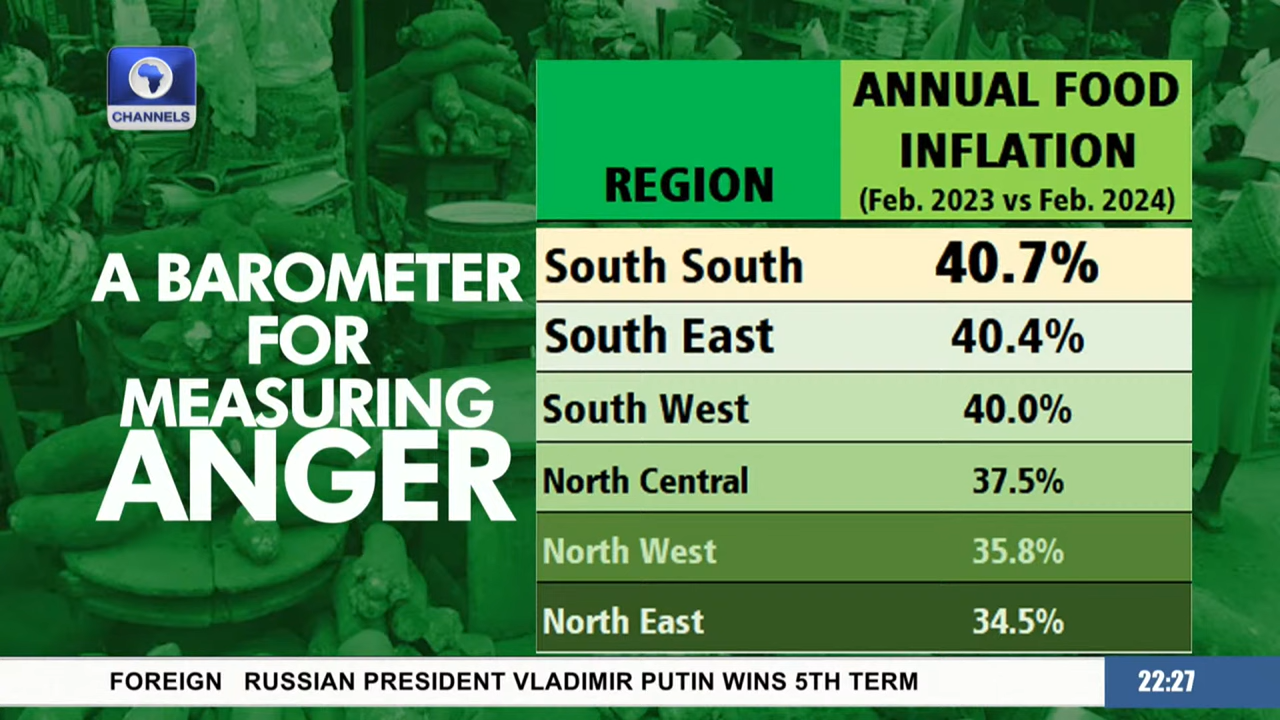 CHANNELS
A BAROMETER
FOR
MEASURING
ANGER
REGION
ANNUAL FOOD
INFLATION
(Feb. 2023 vs Feb. 2024)
South South 40.7%
South East 40.4%
South West 40.0%
North Central 37.5%
North West 35.8%
North East 34.5%
FOREIGN RUSSIAN PRESIDENT VLADIMIR PUTIN WINS 5TH TERM
22:27